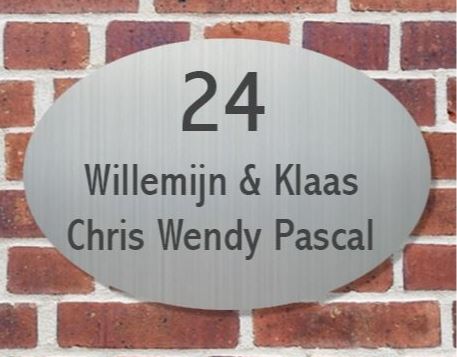 24
Willemijn & Klaas
Chris Wendy Pascal